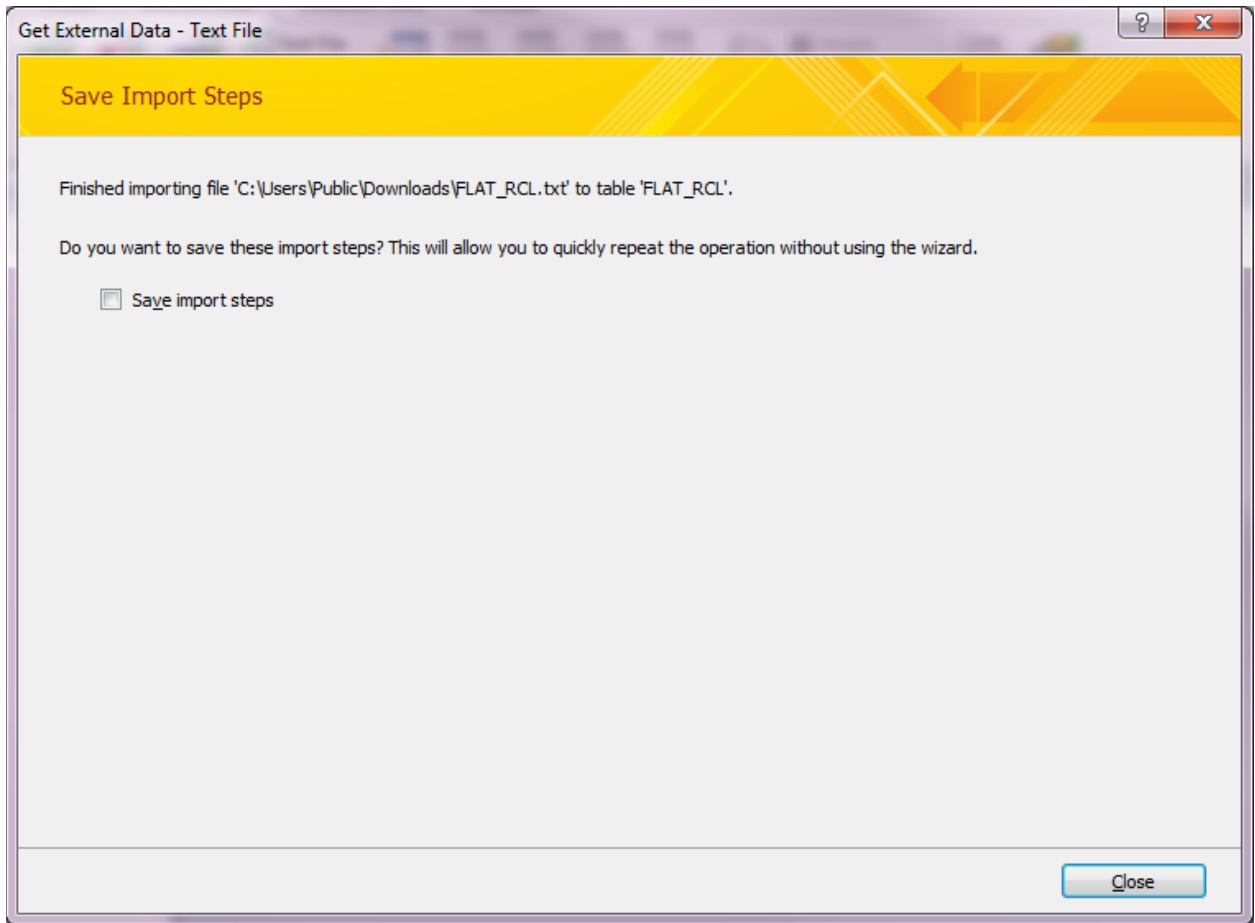 Get External Data - Text File
Save Import Steps
Finished importing file 'C:\Users\Public\Downloads\FLAT_RCL.txt' to table 'FLAT_RCL'.
Do you want to save these import steps? This will allow you to quickly repeat the operation without using the wizard.
Save import steps
Close